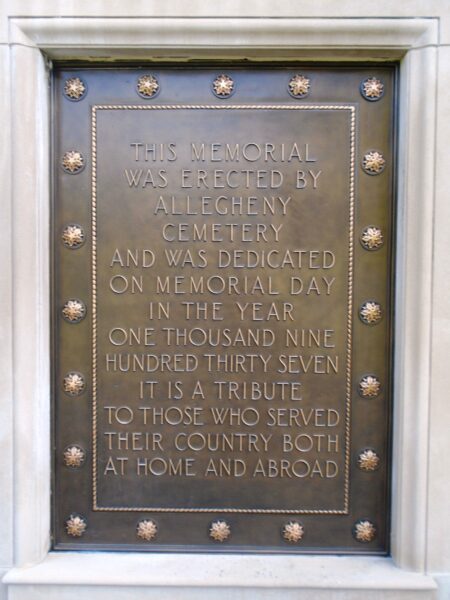 THIS MEMORIAL
WAS ERECTED BY
ALLEGHENY
CEMETERY
AND WAS DEDICATED
ON MEMORIAL DAY
IN THE YEAR
ONE THOUSAND NINE
HUNDRED THIRTY SEVEN
IT IS A TRIBUTE
TO THOSE WHO SERVED
THEIR COUNTRY BOTH
AT HOME AND ABROAD